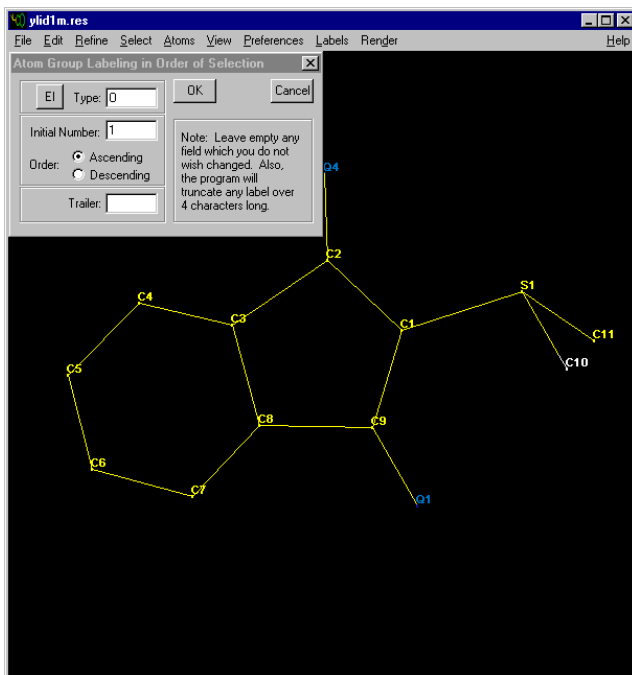 ylid1m.res
File Edit Refine Select Atoms View Preferences Labels Render Help
Atom Group Labeling in Order of Selection
El Type: O OK Cancel
Initial Number: 1
Order: Ascending
Descending
Trailer:
Note: Leave empty any
field which you do not
wish changed. Also,
the program will
truncate any label over
4 characters long.
Q4
C2
S1
C4
C3
C1
C11
C10
C5
C8
C9
C6
C7
Q1